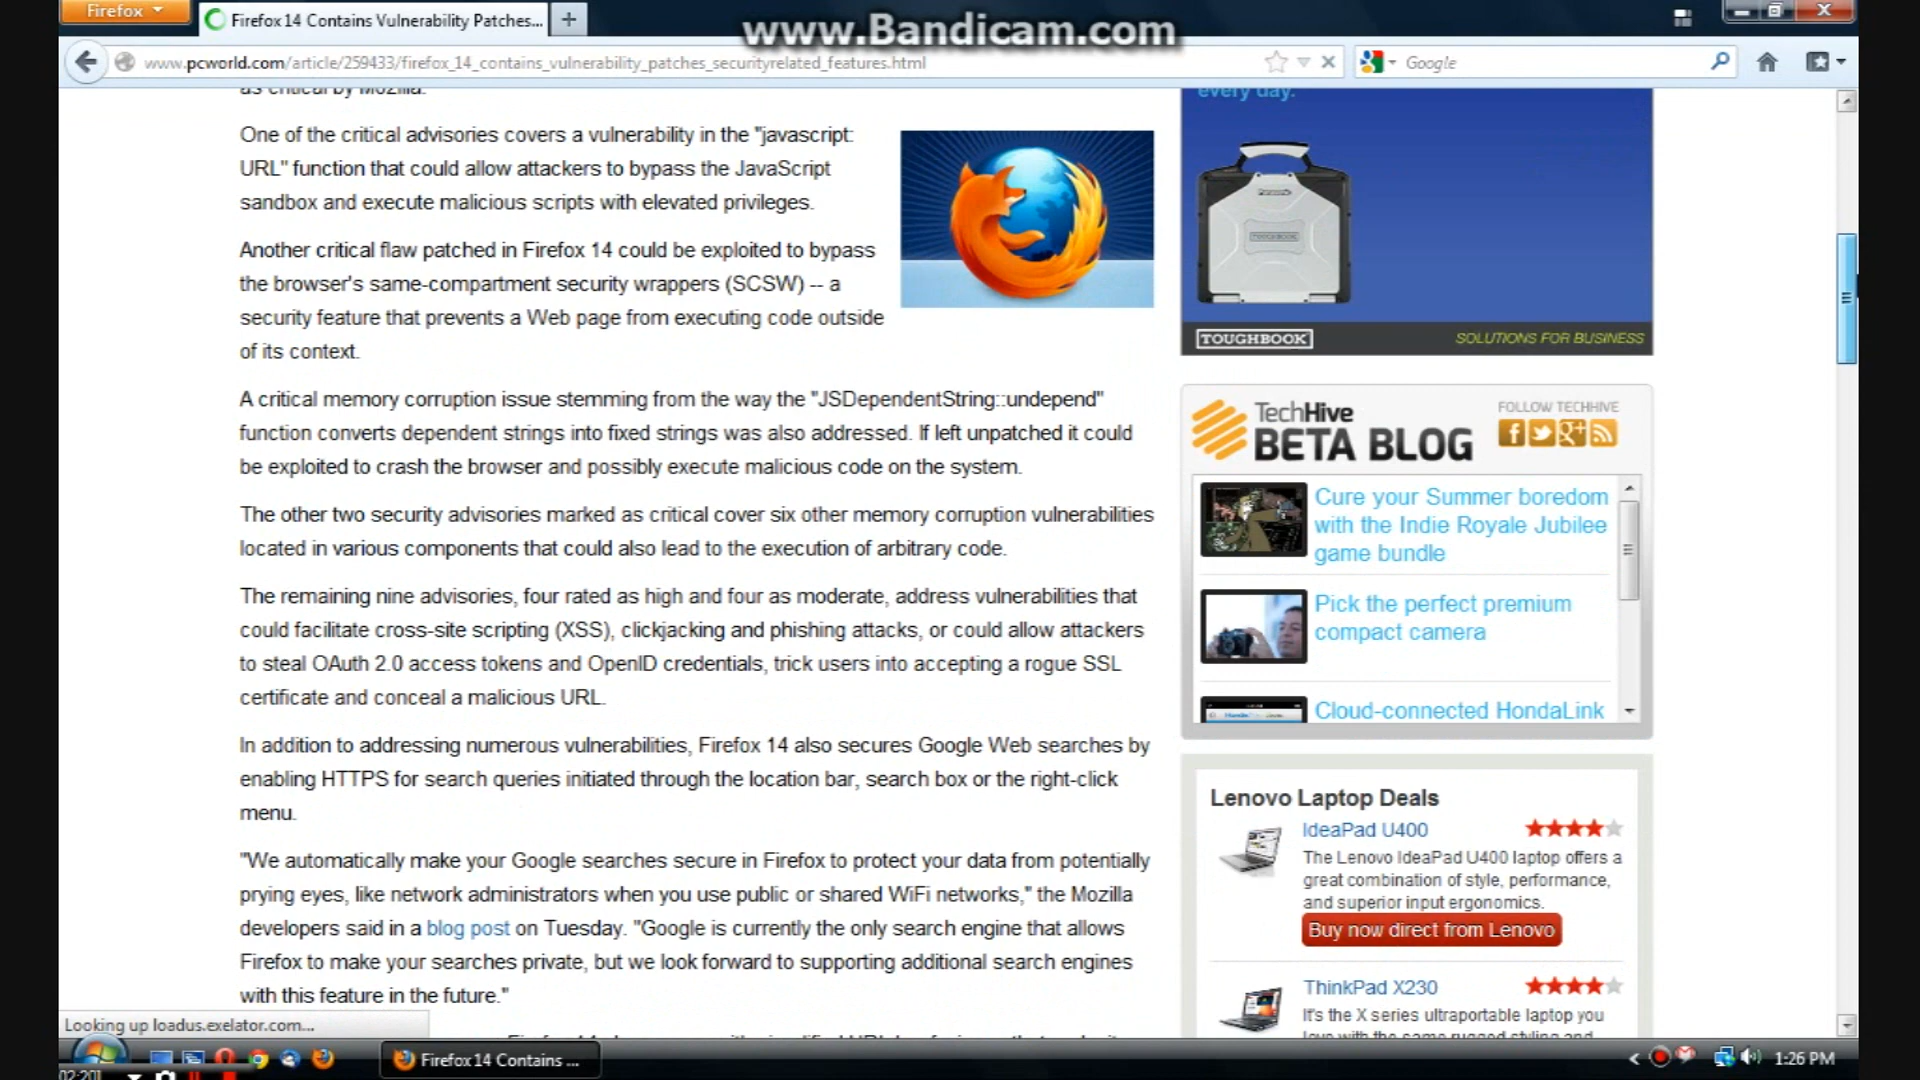 www.Bandicam.com
Firefox
Firefox 14 Contains Vulnerability Patches...
www.pcworld.com/article/259433/firefox_14_contains_vulnerability_patches_securityrelated_features.html
Google
as critical by Mozilla.
One of the critical advisories covers a vulnerability in the "javascript:
URL" function that could allow attackers to bypass the JavaScript
sandbox and execute malicious scripts with elevated privileges.
Another critical flaw patched in Firefox 14 could be exploited to bypass
the browser's same-compartment security wrappers (SCSW) -- a
security feature that prevents a Web page from executing code outside
of its context.
A critical memory corruption issue stemming from the way the "JSDependentString::undepend"
function converts dependent strings into fixed strings was also addressed. If left unpatched it could
be exploited to crash the browser and possibly execute malicious code on the system.
The other two security advisories marked as critical cover six other memory corruption vulnerabilities
located in various components that could also lead to the execution of arbitrary code.
The remaining nine advisories, four rated as high and four as moderate, address vulnerabilities that
could facilitate cross-site scripting (XSS), clickjacking and phishing attacks, or could allow attackers
to steal OAuth 2.0 access tokens and OpenID credentials, trick users into accepting a rogue SSL
certificate and conceal a malicious URL.
In addition to addressing numerous vulnerabilities, Firefox 14 also secures Google Web searches by
enabling HTTPS for search queries initiated through the location bar, search box or the right-click
menu.
"We automatically make your Google searches secure in Firefox to protect your data from potentially
prying eyes, like network administrators when you use public or shared WiFi networks," the Mozilla
developers said in a blog post on Tuesday. "Google is currently the only search engine that allows
Firefox to make your searches private, but we look forward to supporting additional search engines
with this feature in the future."
every day.
Panasonic
TOUGHBOOK
TOUGHBOOK
SOLUTIONS FOR BUSINESS
TechHive
BETA BLOG
FOLLOW TECHHIVE
Cure your Summer boredom
with the Indie Royale Jubilee
game bundle
Pick the perfect premium
compact camera
Cloud-connected HondaLink
Lenovo Laptop Deals
IdeaPad U400
The Lenovo IdeaPad U400 laptop offers a
great combination of style, performance,
and superior input ergonomics.
Buy now direct from Lenovo
ThinkPad X230
It's the X series ultraportable laptop you
love with the same rugged styling and
Looking up loadus.exelator.com...
Firefox 14 Contains ...
1:26 PM
02:20